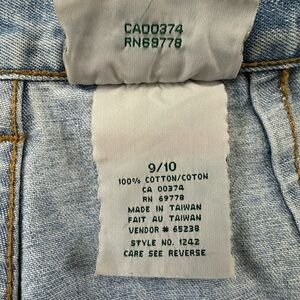 CA00374
RN69778
9/10
100% COTTON/COTON
CA 00374
RN 69778
MADE IN TAIWAN
FAIT AU TAIWAN
VENDOR # 65238
STYLE NO. 1242
CARE SEE REVERSE